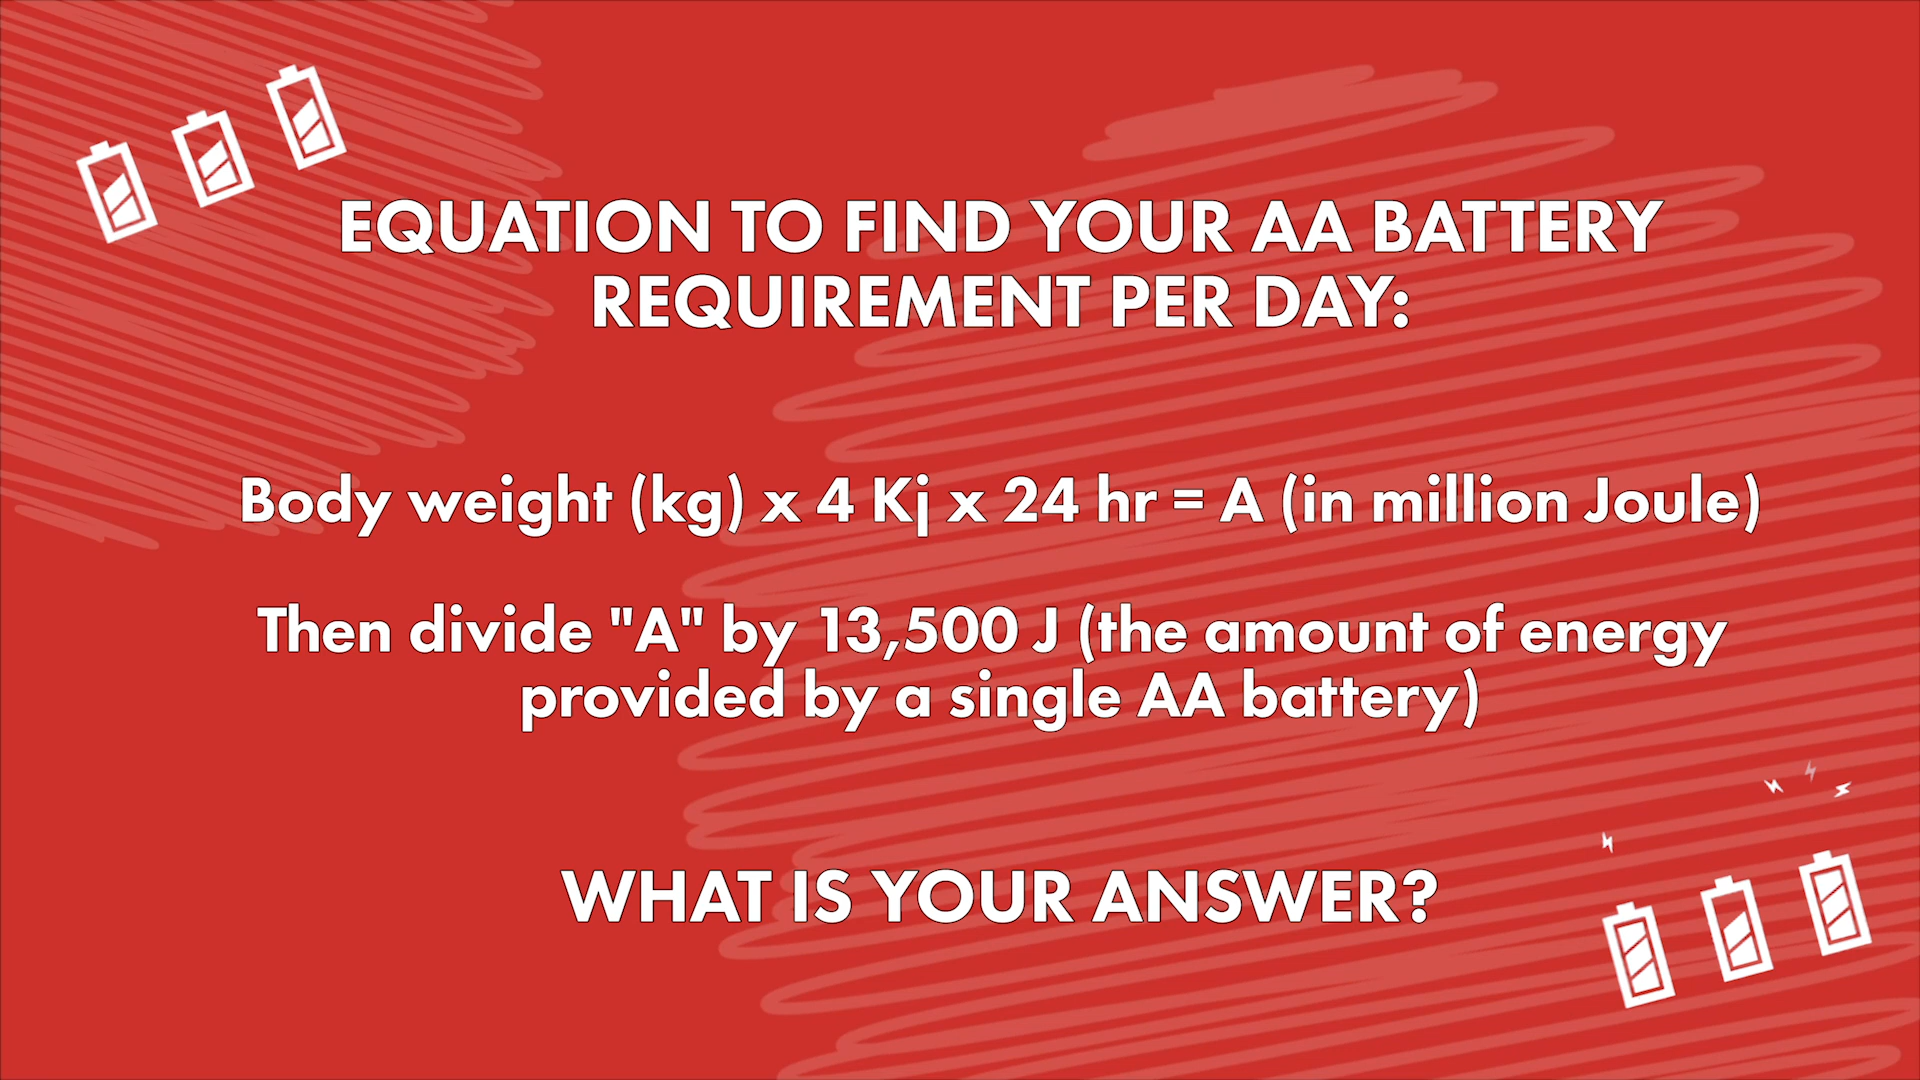 EQUATION TO FIND YOUR AA BATTERY
REQUIREMENT PER DAY:
Body weight (kg) x 4 Kj x 24 hr = A (in million Joule)
Then divide "A" by 13,500 J (the amount of energy
provided by a single AA battery)
WHAT IS YOUR ANSWER?